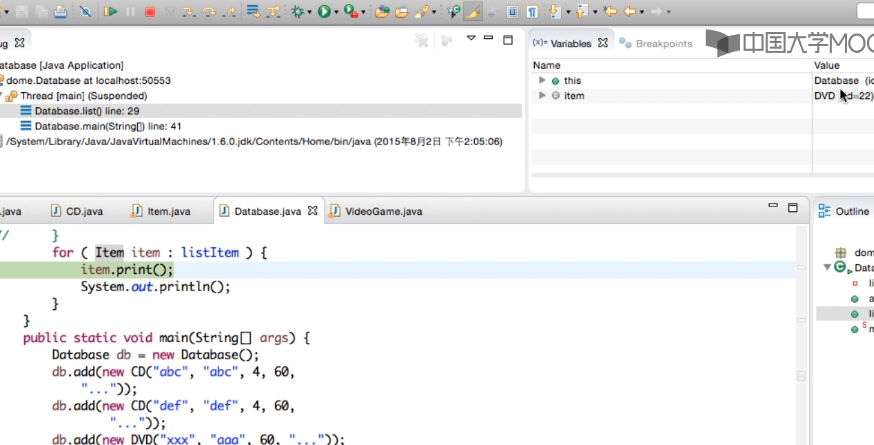 ug
atabase [Java Application]
dome.Database at localhost:50553
Thread [main] (Suspended)
Database.list() line: 29
Database.main(String[]) line: 41
/System/Library/Java/JavaVirtualMachines/1.6.0.jdk/Contents/Home/bin/java (2015年8月2日 下午2:05:06)
(x)= Variables
Breakpoints
中国大学MOO
Name Value
this Database (id
item DVD (id=22)
.java
CD.java
Item.java
Database.java
VideoGame.java
// }
for ( Item item : listItem ) {
item.print();
System.out.println();
}
}
public static void main(String[] args) {
Database db = new Database();
db.add(new CD("abc", "abc", 4, 60,
"..."));
db.add(new CD("def", "def", 4, 60,
"..."));
db.add(new DVD("xxx", "aaa", 60, "..."));
Outline
dom
Data
li
a
li
S
m